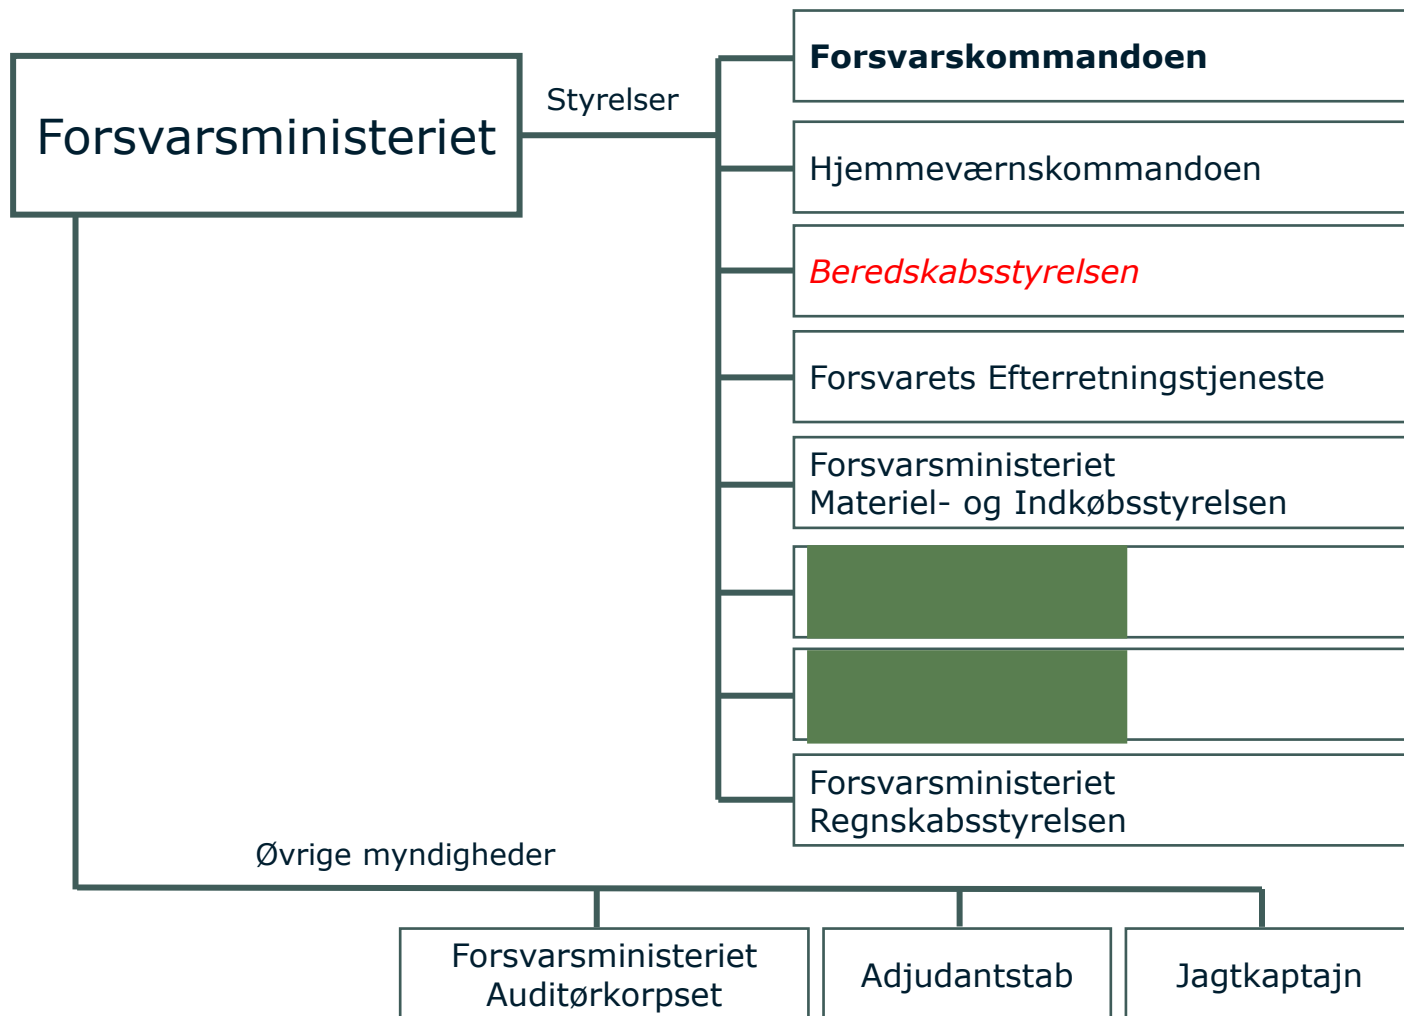 Forsvarsministeriet
Styrelser
Forsvarskommandoen
Hjemmeværnskommandoen
Beredskabsstyrelsen
Forsvarets Efterretningstjeneste
Forsvarsministeriet
Materiel- og Indkøbsstyrelsen
Forsvarsministeriet
Regnskabsstyrelsen
Øvrige myndigheder
Forsvarsministeriet
Auditørkorpset
Adjudantstab
Jagtkaptajn